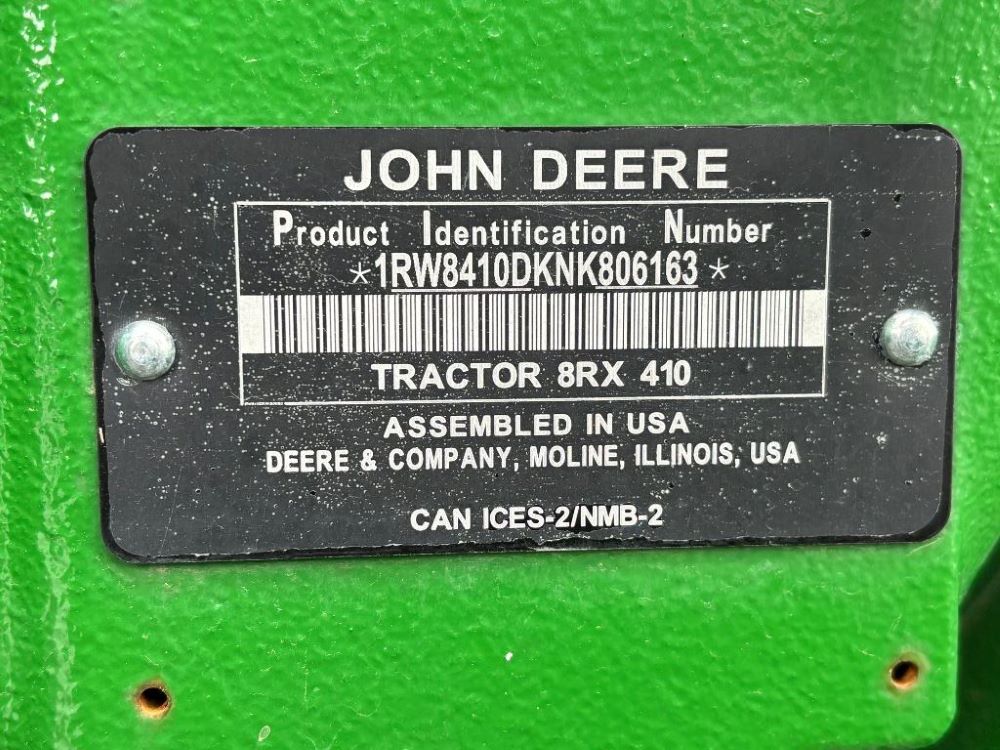 JOHN DEERE
Product Identification Number
*1RW8410DKNK806163*
TRACTOR 8RX 410
ASSEMBLED IN USA
DEERE & COMPANY, MOLINE, ILLINOIS, USA
CAN ICES-2/NMB-2